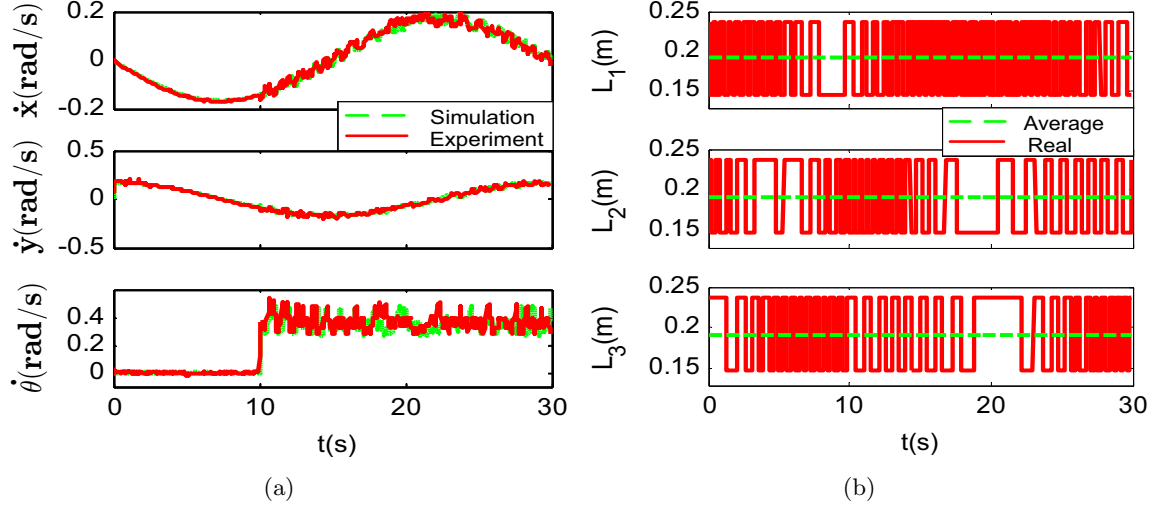 0.2
0
-0.2
ẋ(rad/s)
Simulation
Experiment
0.5
0
-0.5
ẏ(rad/s)
0.4
0.2
0
θ̇(rad/s)
0 10 20 30
t(s)
(a)
0.25
0.2
0.15
L1(m)
Average
Real
0.25
0.2
0.15
L2(m)
0.25
0.2
0.15
L3(m)
0 10 20 30
t(s)
(b)